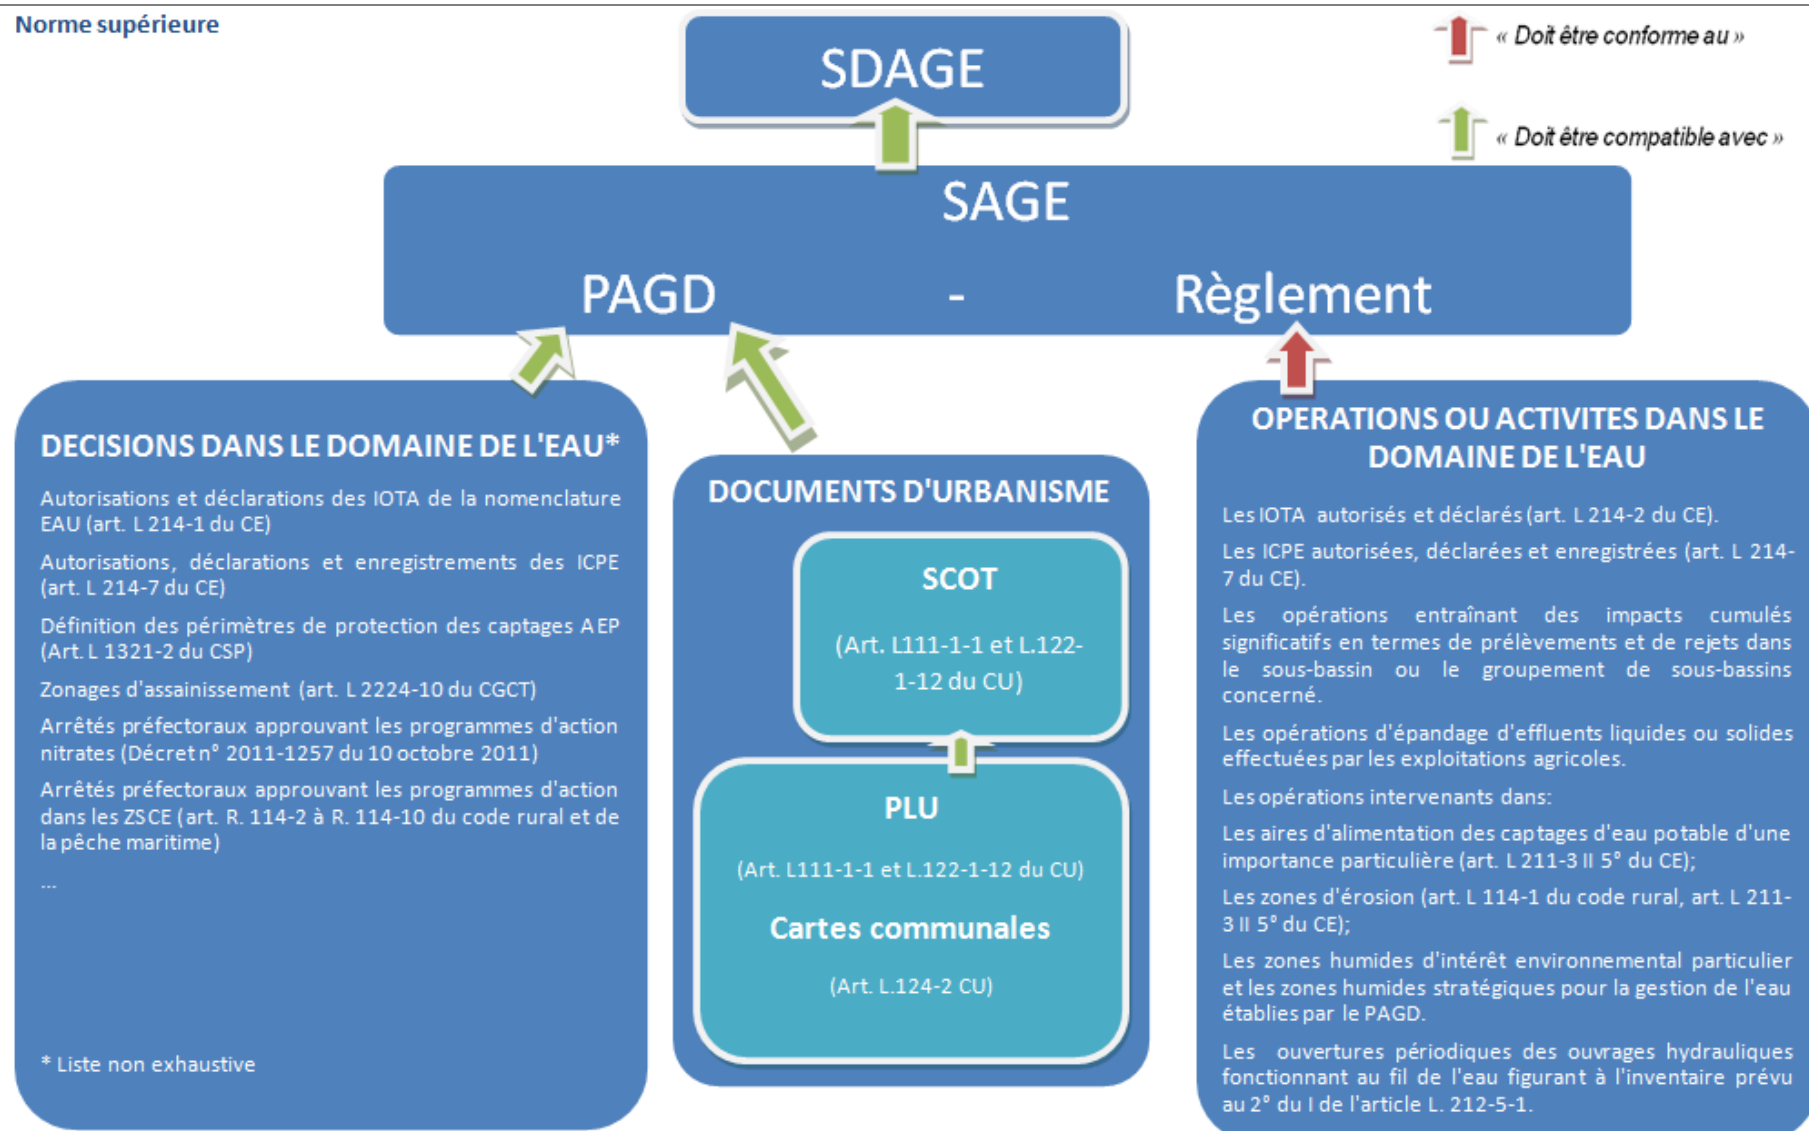 Norme supérieure
SDAGE
« Doit être conforme au »
« Doit être compatible avec »
SAGE
PAGD - Règlement
DECISIONS DANS LE DOMAINE DE L'EAU*
Autorisations et déclarations des IOTA de la nomenclature
EAU (art. L 214-1 du CE)
Autorisations, déclarations et enregistrements des ICPE
(art. L 214-7 du CE)
Définition des périmètres de protection des captages AEP
(Art. L 1321-2 du CSP)
Zonages d'assainissement (art. L 2224-10 du CGCT)
Arrêtés préfectoraux approuvant les programmes d'action
nitrates (Décret n° 2011-1257 du 10 octobre 2011)
Arrêtés préfectoraux approuvant les programmes d'action
dans les ZSCE (art. R. 114-2 à R. 114-10 du code rural et de
la pêche maritime)
...
* Liste non exhaustive
DOCUMENTS D'URBANISME
SCOT
(Art. L111-1-1 et L.122-
1-12 du CU)
PLU
(Art. L111-1-1 et L.122-1-12 du CU)
Cartes communales
(Art. L.124-2 CU)
OPERATIONS OU ACTIVITES DANS LE
DOMAINE DE L'EAU
Les IOTA autorisés et déclarés (art. L 214-2 du CE).
Les ICPE autorisées, déclarées et enregistrées (art. L 214-
7 du CE).
Les opérations entraînant des impacts cumulés
significatifs en termes de prélèvements et de rejets dans
le sous-bassin ou le groupement de sous-bassins
concerné.
Les opérations d'épandage d'effluents liquides ou solides
effectuées par les exploitations agricoles.
Les opérations intervenants dans:
Les aires d'alimentation des captages d'eau potable d'une
importance particulière (art. L 211-3 II 5° du CE);
Les zones d'érosion (art. L 114-1 du code rural, art. L 211-
3 II 5° du CE);
Les zones humides d'intérêt environnemental particulier
et les zones humides stratégiques pour la gestion de l'eau
établies par le PAGD.
Les ouvertures périodiques des ouvrages hydrauliques
fonctionnant au fil de l'eau figurant à l'inventaire prévu
au 2° du I de l'article L. 212-5-1.